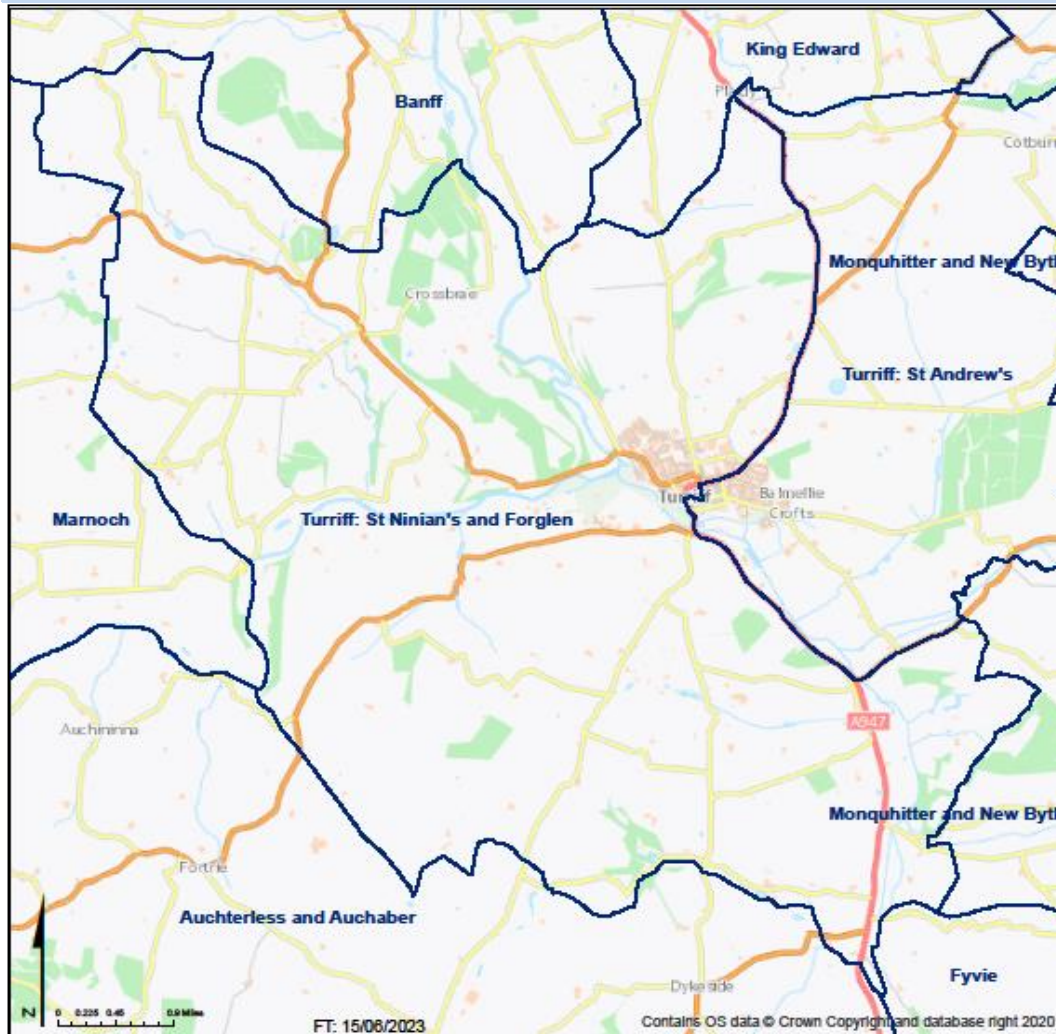 King Edward
Banff
Cotburn
Monquhitter and New Byth
Crossbrae
Turriff: St Andrew's
Turriff
Balmellie
Crofts
Marnoch
Turriff: St Ninian's and Forglen
A947
Auchininna
Monquhitter and New Byth
Fortrie
Auchterless and Auchaber
Fyvie
Dykeside
N
0 0.225 0.45 0.9 Miles
FT: 15/06/2023
Contains OS data © Crown Copyright and database right 2020